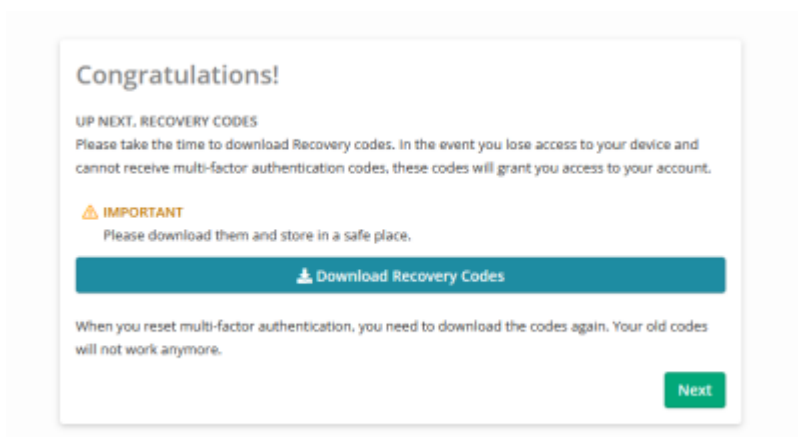 Congratulations!
UP NEXT, RECOVERY CODES
Please take the time to download Recovery codes. In the event you lose access to your device and
cannot receive multi-factor authentication codes, these codes will grant you access to your account.
IMPORTANT
Please download them and store in a safe place.
Download Recovery Codes
When you reset multi-factor authentication, you need to download the codes again. Your old codes
will not work anymore.
Next